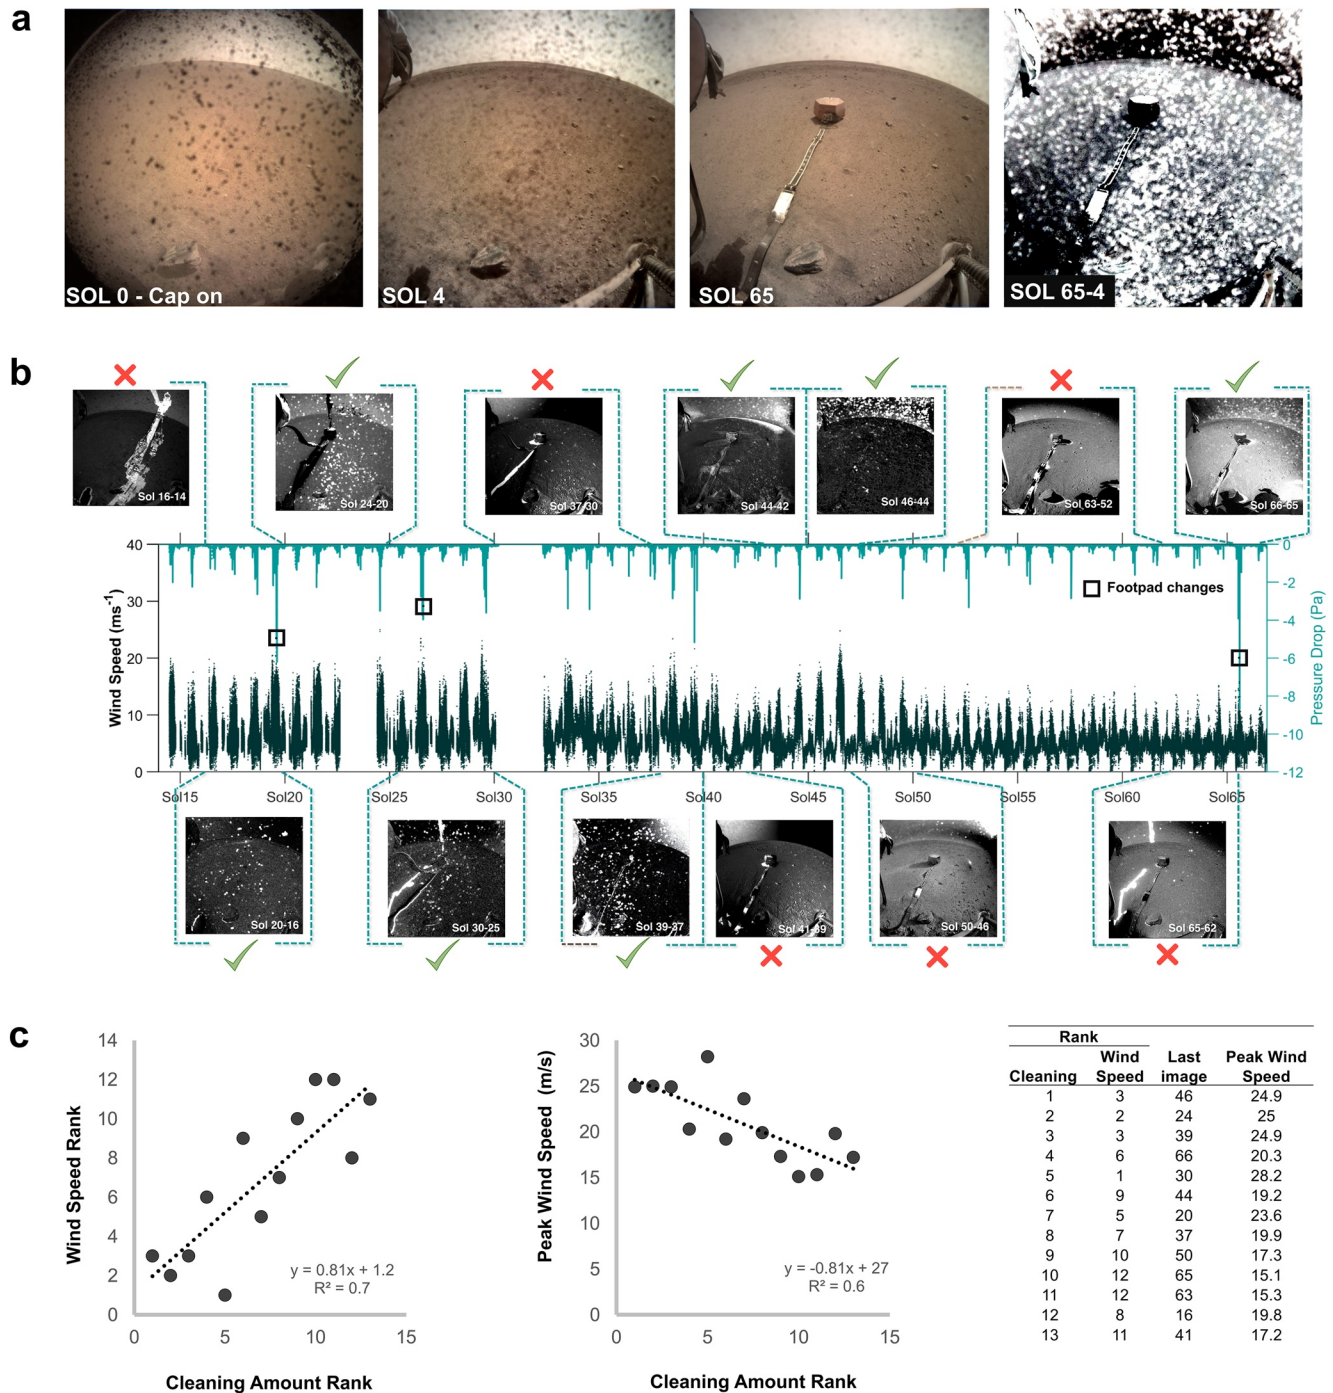 a
SOL 0 - Cap on
SOL 4
SOL 65
SOL 65-4
b
Sol 16-14
Sol 24-20
Sol 37-30
Sol 44-42
Sol 46-44
Sol 63-52
Sol 66-65
40
30
20
10
0
Wind Speed (ms-1)
0
-2
-4
-6
-8
-10
-12
Pressure Drop (Pa)
Footpad changes
Sol15
Sol20
Sol25
Sol30
Sol35
Sol40
Sol45
Sol50
Sol55
Sol60
Sol65
Sol 20-16
Sol 30-25
Sol 39-37
Sol 41-39
Sol 50-46
Sol 65-62
c
14
12
10
8
6
4
2
0
Wind Speed Rank
y = 0.81x + 1.2
R² = 0.7
0 5 10 15
Cleaning Amount Rank
30
25
20
15
10
5
0
Peak Wind Speed (m/s)
y = -0.81x + 27
R² = 0.6
0 5 10 15
Cleaning Amount Rank
Rank
Wind Last Peak Wind
Cleaning Speed image Speed
1 3 46 24.9
2 2 24 25
3 3 39 24.9
4 6 66 20.3
5 1 30 28.2
6 9 44 19.2
7 5 20 23.6
8 7 37 19.9
9 10 50 17.3
10 12 65 15.1
11 12 63 15.3
12 8 16 19.8
13 11 41 17.2